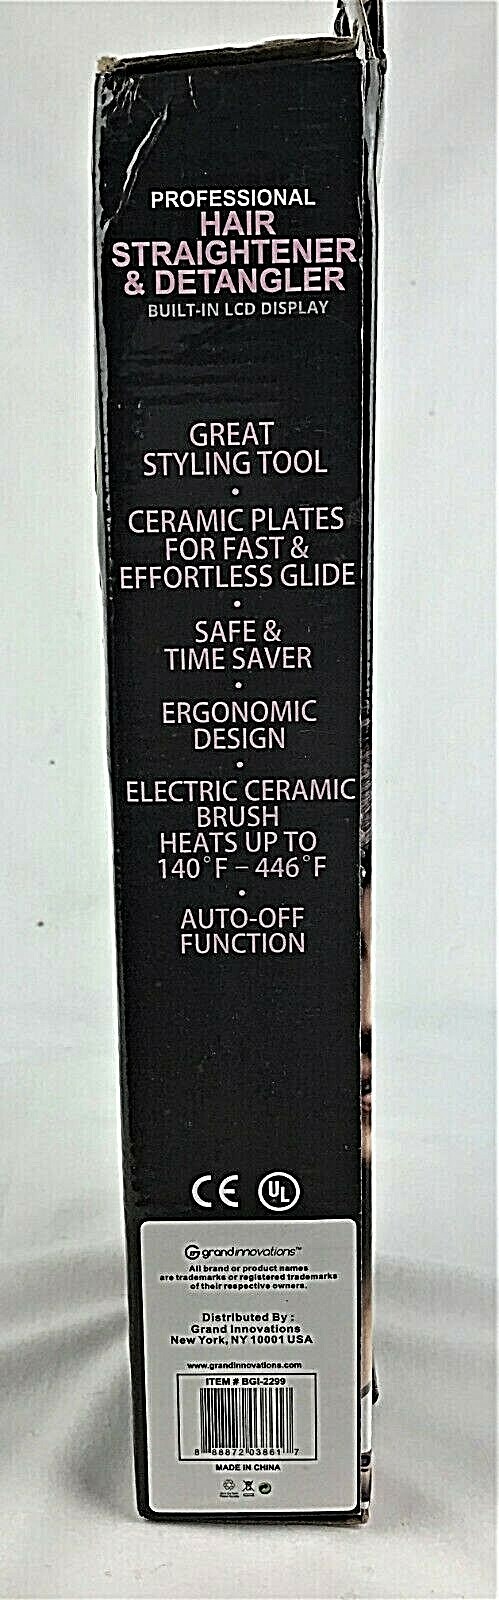 PROFESSIONAL
HAIR
STRAIGHTENER
& DETANGLER
BUILT-IN LCD DISPLAY
GREAT
STYLING TOOL
•
CERAMIC PLATES
FOR FAST &
EFFORTLESS GLIDE
•
SAFE &
TIME SAVER
•
ERGONOMIC
DESIGN
•
ELECTRIC CERAMIC
BRUSH
HEATS UP TO
140°F – 446°F
•
AUTO-OFF
FUNCTION
CE UL
grandinnovations™
All brand or product names
are trademarks or registered trademarks
of their respective owners.
Distributed By :
Grand Innovations
New York, NY 10001 USA
www.grandinnovations.com
ITEM # BGI-2299
8 88872 03861 7
MADE IN CHINA